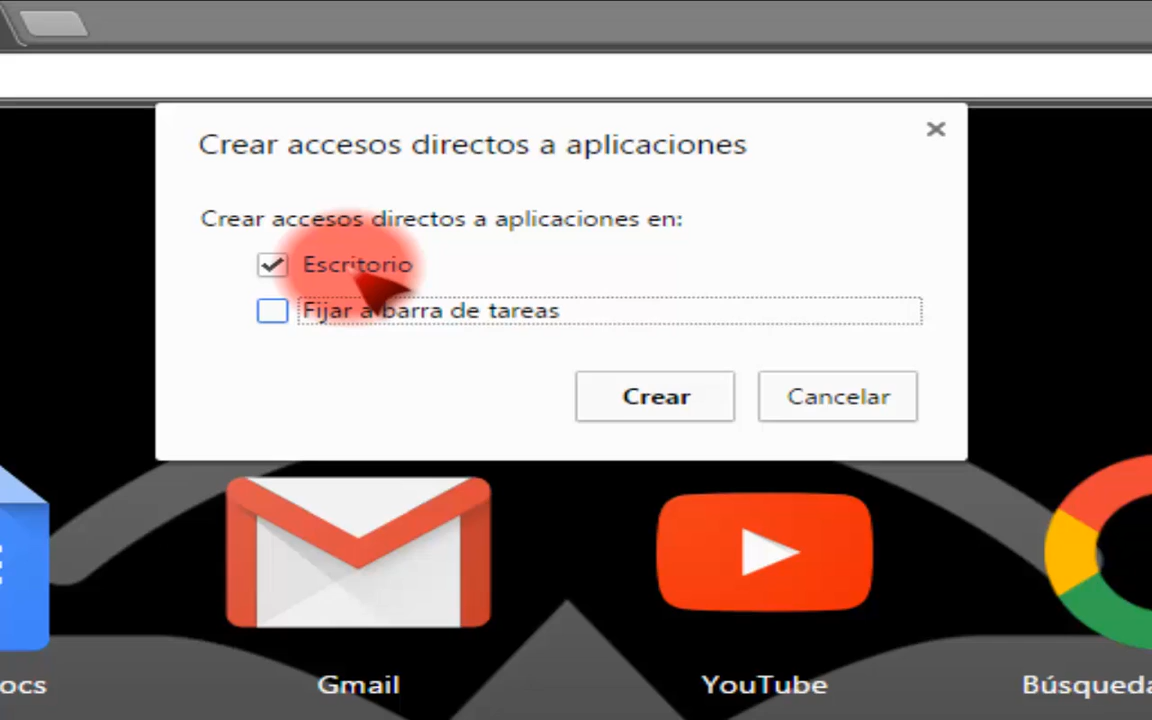 Crear accesos directos a aplicaciones
Crear accesos directos a aplicaciones en:
Escritorio
Fijar a barra de tareas
Crear Cancelar
ocs Gmail YouTube Búsqueda